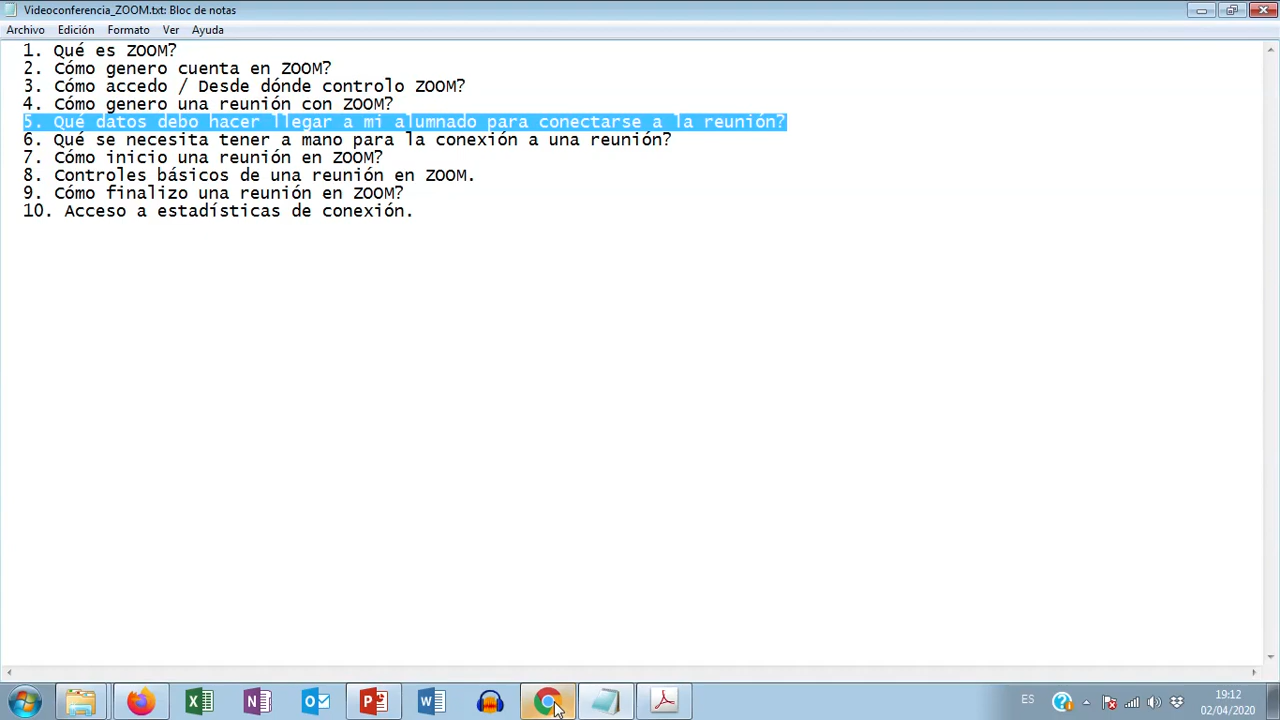 Videoconferencia_ZOOM.txt: Bloc de notas
Archivo Edición Formato Ver Ayuda
1. Qué es ZOOM?
2. Cómo genero cuenta en ZOOM?
3. Cómo accedo / Desde dónde controlo ZOOM?
4. Cómo genero una reunión con ZOOM?
5. Qué datos debo hacer llegar a mi alumnado para conectarse a la reunión?
6. Qué se necesita tener a mano para la conexión a una reunión?
7. Cómo inicio una reunión en ZOOM?
8. Controles básicos de una reunión en ZOOM.
9. Cómo finalizo una reunión en ZOOM?
10. Acceso a estadísticas de conexión.
ES
19:12
02/04/2020